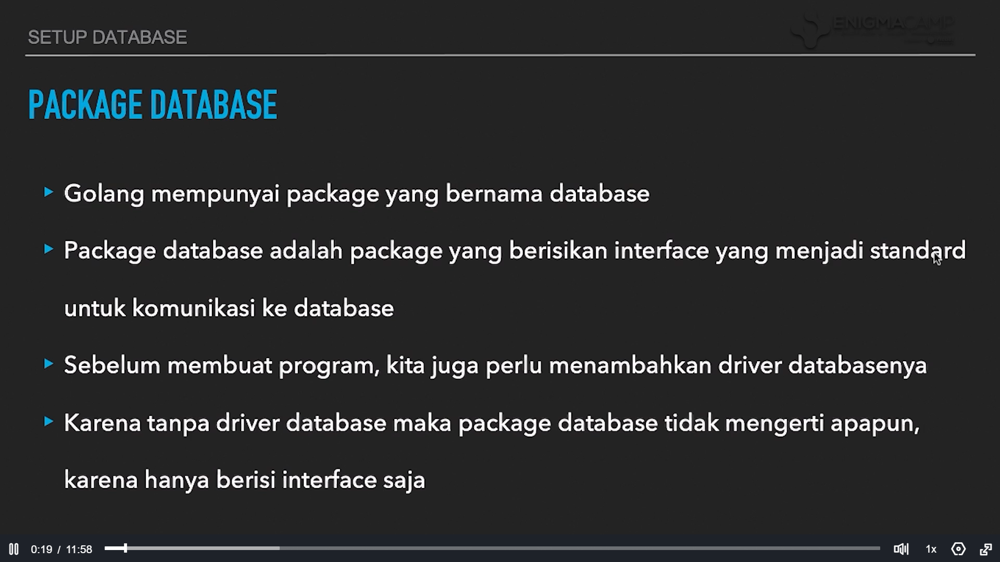 ENIGMACAMP
SETUP DATABASE
PACKAGE DATABASE
Golang mempunyai package yang bernama database
Package database adalah package yang berisikan interface yang menjadi standard
untuk komunikasi ke database
Sebelum membuat program, kita juga perlu menambahkan driver databasenya
Karena tanpa driver database maka package database tidak mengerti apapun,
karena hanya berisi interface saja
0:19 / 11:58
1x